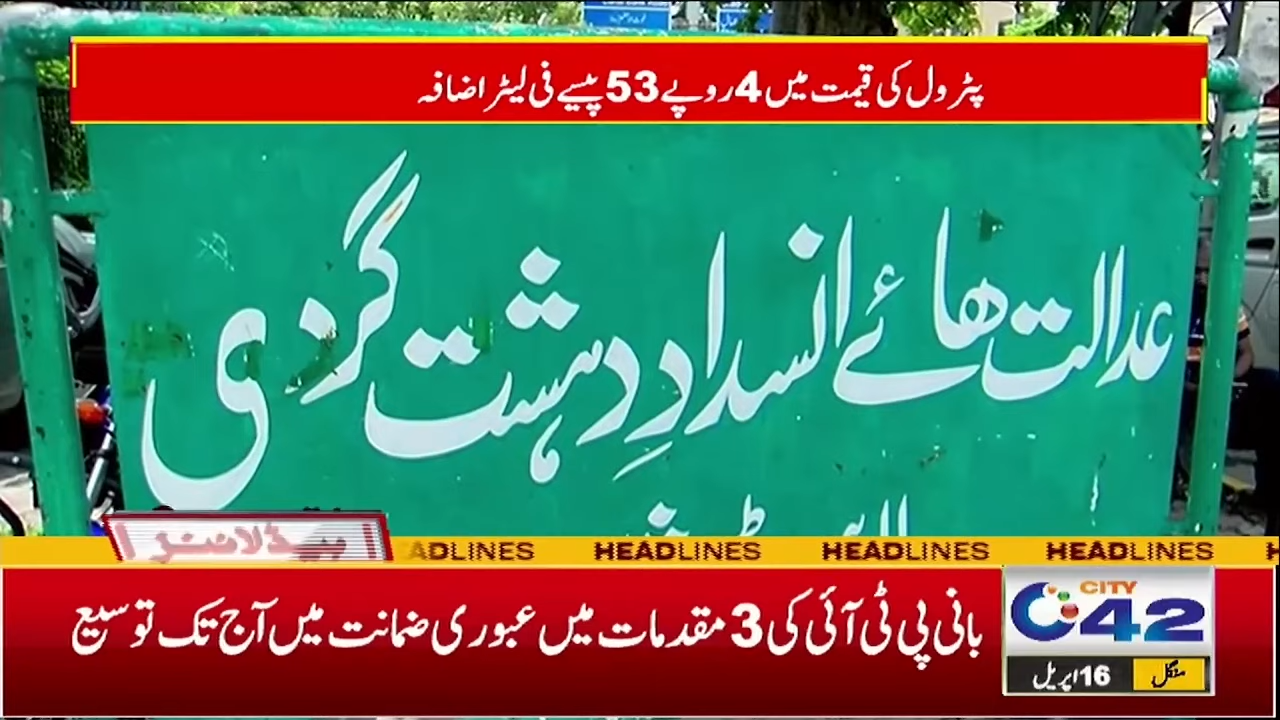 پٹرول کی قیمت میں 4 روپے 53 پیسے فی لیٹر اضافہ
عدالت ھائے انسدادِ دہشت گردی
ہیڈلائنز
HEADLINES HEADLINES HEADLINES
بانی پی ٹی آئی کی 3 مقدمات میں عبوری ضمانت میں آج تک توسیع
CITY
42
منگل 16 اپریل